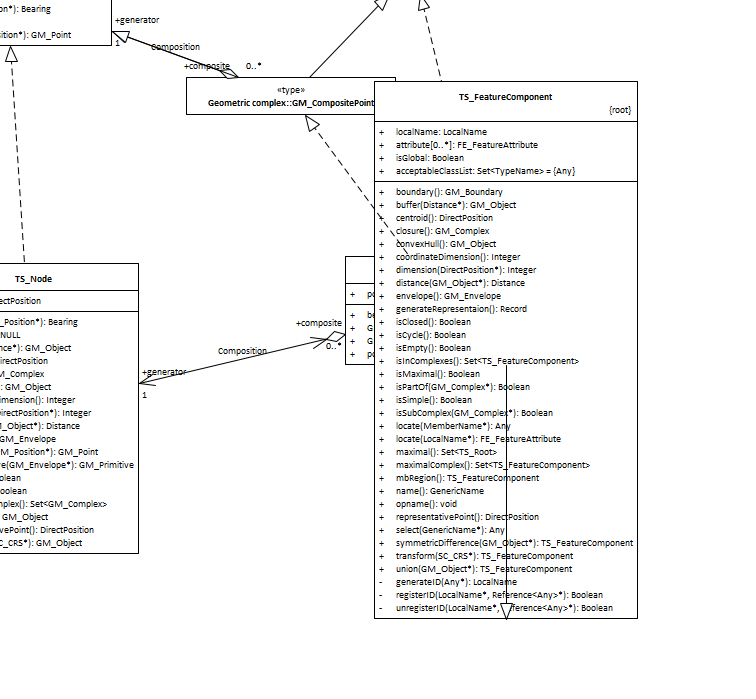 on*): Bearing
ition*): GM_Point
+generator
1
Composition
+composite 0..*
«type»
Geometric complex::GM_CompositePoint
TS_FeatureComponent
{root}
+ localName: LocalName
+ attribute[0..*]: FE_FeatureAttribute
+ isGlobal: Boolean
+ acceptableClassList: Set<TypeName> = {Any}
+ boundary(): GM_Boundary
+ buffer(Distance*): GM_Object
+ centroid(): DirectPosition
+ closure(): GM_Complex
+ convexHull(): GM_Object
+ coordinateDimension(): Integer
+ dimension(DirectPosition*): Integer
+ distance(GM_Object*): Distance
+ envelope(): GM_Envelope
+ generateRepresentaion(): Record
+ isClosed(): Boolean
+ isCycle(): Boolean
+ isEmpty(): Boolean
+ isInComplexes(): Set<TS_FeatureComponent>
+ isMaximal(): Boolean
+ isPartOf(GM_Complex*): Boolean
+ isSimple(): Boolean
+ isSubComplex(GM_Complex*): Boolean
+ locate(MemberName*): Any
+ locate(LocalName*): FE_FeatureAttribute
+ maximal(): Set<TS_Root>
+ maximalComplex(): Set<TS_FeatureComponent>
+ mbRegion(): TS_FeatureComponent
+ name(): GenericName
+ opname(): void
+ representativePoint(): DirectPosition
+ select(GenericName*): Any
+ symmetricDifference(GM_Object*): TS_FeatureComponent
+ transform(SC_CRS*): TS_FeatureComponent
+ union(GM_Object*): TS_FeatureComponent
- generateID(Any*): LocalName
- registerID(LocalName*, Reference<Any>*): Boolean
- unregisterID(LocalName*, ference<Any>*): Boolean
+ po
+ be
+ G
+ G
+ po
+composite
0..*
Composition
+generator
1
TS_Node
ectPosition
_Position*): Bearing
NULL
nce*): GM_Object
irectPosition
M_Complex
: GM_Object
imension(): Integer
irectPosition*): Integer
_Object*): Distance
GM_Envelope
M_Position*): GM_Point
ve(GM_Envelope*): GM_Primitive
olean
oolean
mplex(): Set<GM_Complex>
GM_Object
vePoint(): DirectPosition
C_CRS*): GM_Object